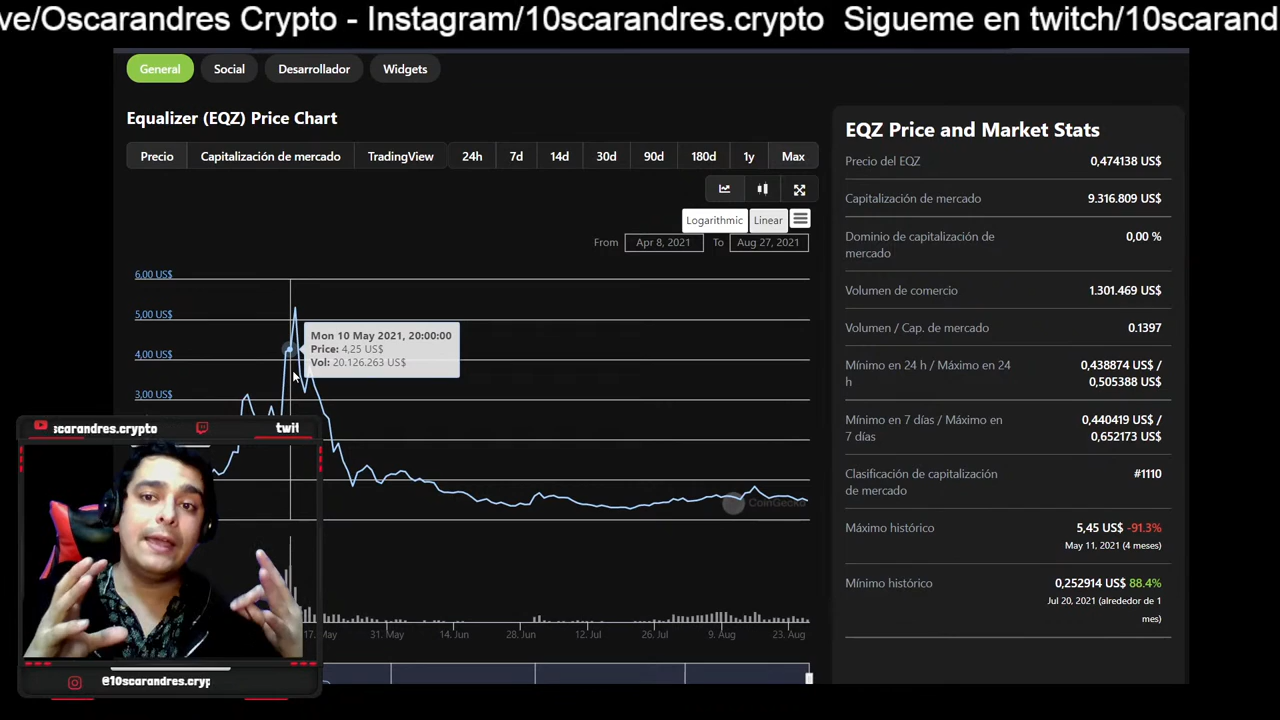 ve/Oscarandres Crypto - Instagram/10scarandres.crypto Sigueme en twitch/10scarand
General Social Desarrollador Widgets
Equalizer (EQZ) Price Chart
Precio Capitalización de mercado TradingView 24h 7d 14d 30d 90d 180d 1y Max
Logarithmic Linear
From Apr 8, 2021 To Aug 27, 2021
6,00 US$
5,00 US$
4,00 US$
3,00 US$
Mon 10 May 2021, 20:00:00
Price: 4,25 US$
Vol: 20.126.263 US$
CoinGecko
17. May 31. May 14. Jun 28. Jun 12. Jul 26. Jul 9. Aug 23. Aug
EQZ Price and Market Stats
Precio del EQZ 0,474138 US$
Capitalización de mercado 9.316.809 US$
Dominio de capitalización de 0,00 %
mercado
Volumen de comercio 1.301.469 US$
Volumen / Cap. de mercado 0.1397
Mínimo en 24 h / Máximo en 24 0,438874 US$ /
h 0,505388 US$
Mínimo en 7 días / Máximo en 0,440419 US$ /
7 días 0,652173 US$
Clasificación de capitalización #1110
de mercado
Máximo histórico 5,45 US$ -91.3%
May 11, 2021 (4 meses)
Mínimo histórico 0,252914 US$ 88.4%
Jul 20, 2021 (alrededor de 1
mes)
scarandres.crypto twit
@10scarandres.cryp